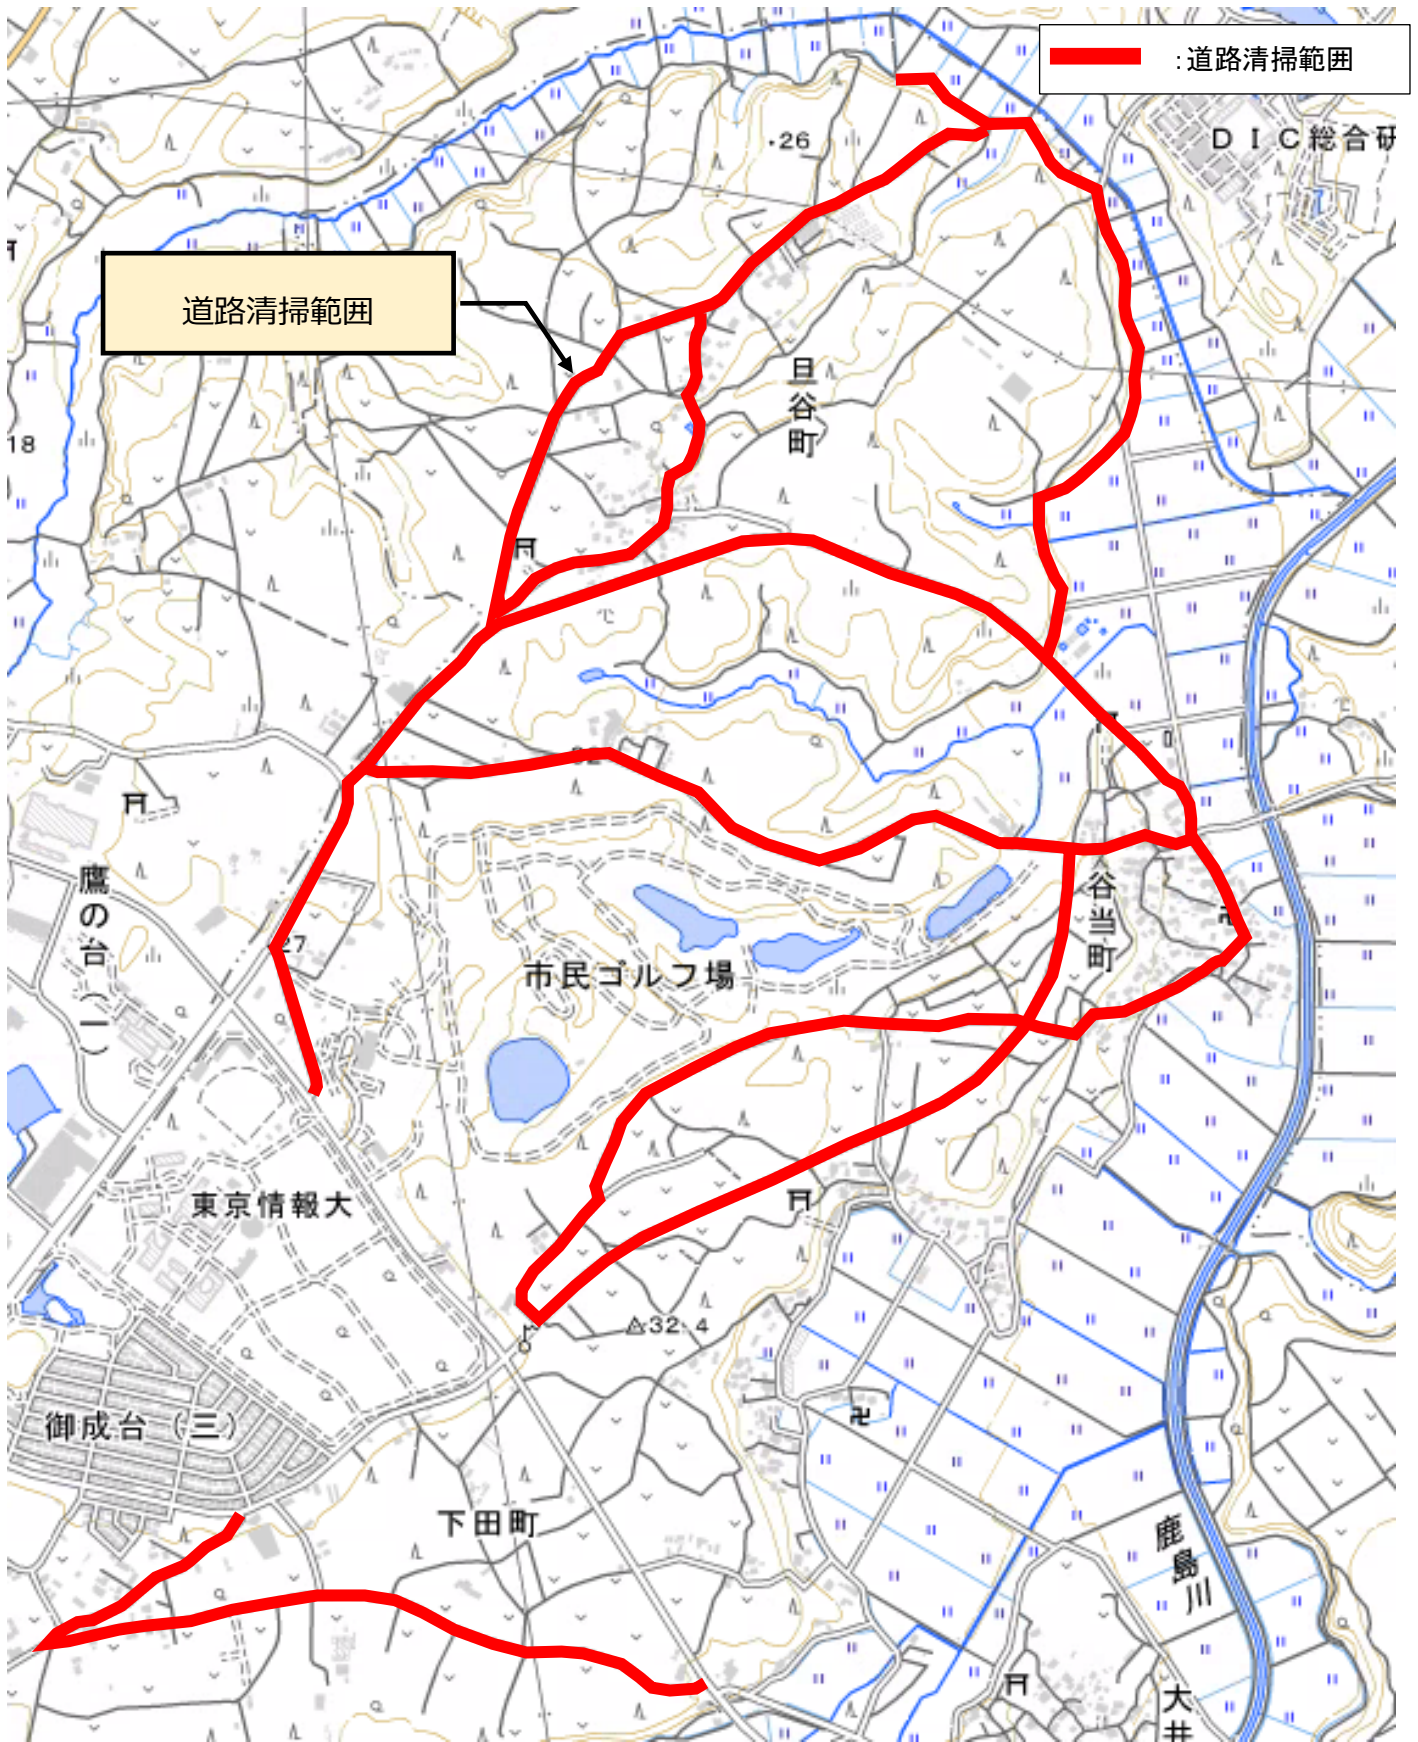 ：道路清掃範囲
ＤＩＣ総合研
・26
道路清掃範囲
旦谷町
18
鷹の台（一）
27
谷当町
市民ゴルフ場
東京情報大
32.4
御成台（三）
下田町
鹿島川
大井